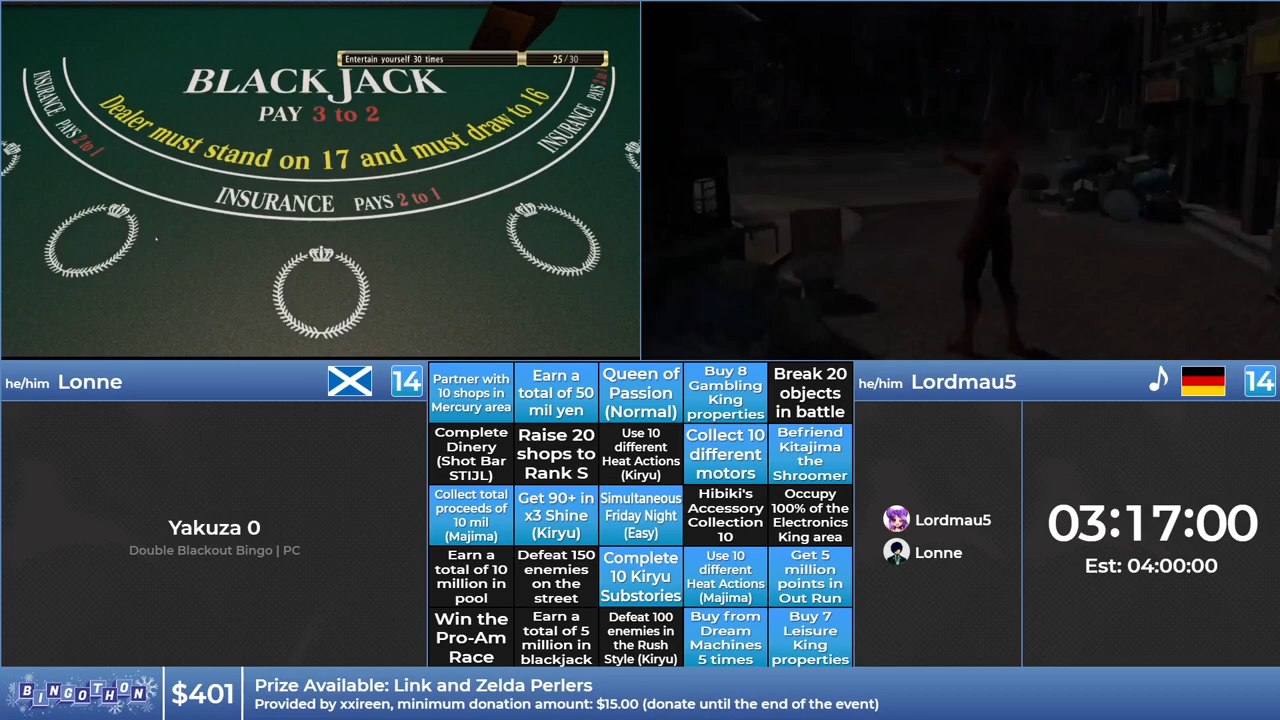 Entertain yourself 30 times 25/30
BLACKJACK
PAY 3 to 2
Dealer must stand on 17 and must draw to 16
INSURANCE PAYS 2 to 1
INSURANCE PAYS 2 to 1
INSURANCE PAYS 2 to 1
he/him Lonne 14
Yakuza 0
Double Blackout Bingo | PC
Partner with
10 shops in
Mercury area
Earn a
total of 50
mil yen
Queen of
Passion
(Normal)
Buy 8
Gambling
King
properties
Break 20
objects
in battle
Complete
Dinery
(Shot Bar
STIJL)
Raise 20
shops to
Rank S
Use 10
different
Heat Actions
(Kiryu)
Collect 10
different
motors
Befriend
Kitajima
the
Shroomer
Collect total
proceeds of
10 mil
(Majima)
Get 90+ in
x3 Shine
(Kiryu)
Simultaneous
Friday Night
(Easy)
Hibiki's
Accessory
Collection
10
Occupy
100% of the
Electronics
King area
Earn a
total of 10
million in
pool
Defeat 150
enemies
on the
street
Complete
10 Kiryu
Substories
Use 10
different
Heat Actions
(Majima)
Get 5
million
points in
Out Run
Win the
Pro-Am
Race
Earn a
total of 5
million in
blackjack
Defeat 100
enemies in
the Rush
Style (Kiryu)
Buy from
Dream
Machines
5 times
Buy 7
Leisure
King
properties
he/him Lordmau5 14
Lordmau5
Lonne
03:17:00
Est: 04:00:00
BINGOTHON
$401
Prize Available: Link and Zelda Perlers
Provided by xxireen, minimum donation amount: $15.00 (donate until the end of the event)